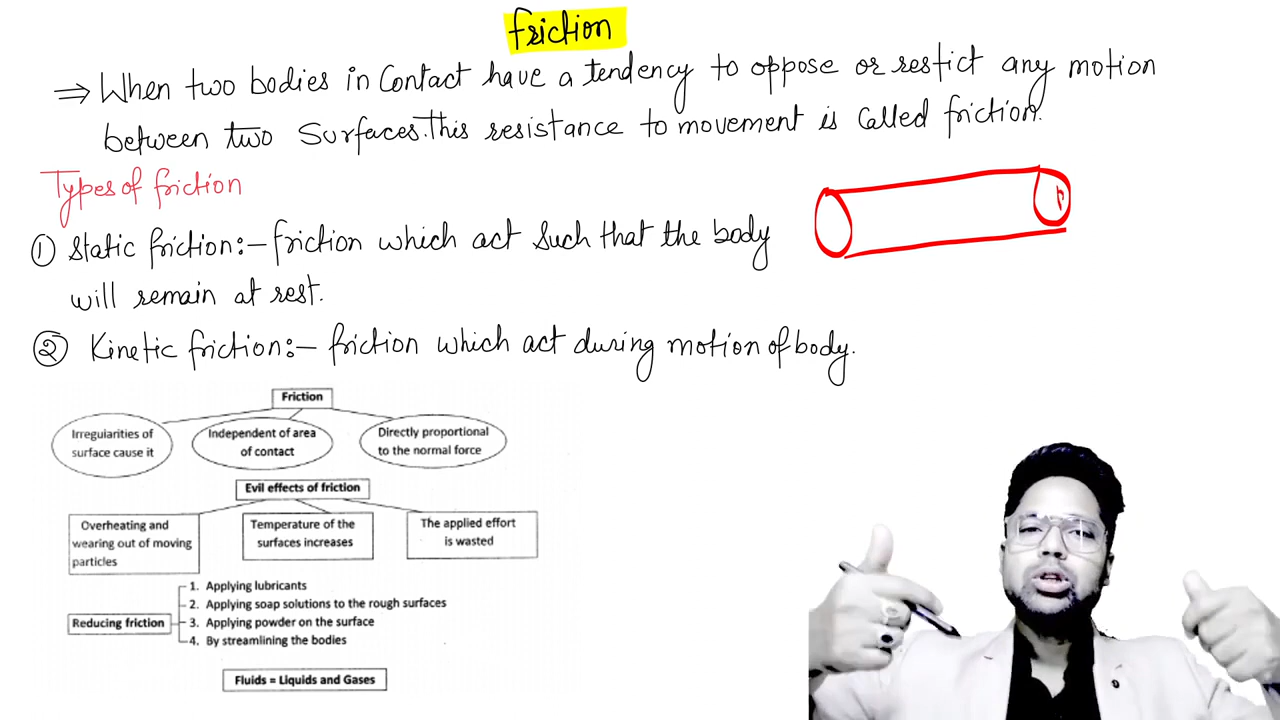 friction
⇒ When two bodies in Contact have a tendency to oppose or restict any motion
between two Surfaces. This resistance to movement is Called friction.
Types of friction
① Static friction:- friction which act Such that the body
will remain at rest.
② Kinetic friction:- friction which act during motion of body.
Friction
Irregularities of
surface cause it
Independent of area
of contact
Directly proportional
to the normal force
Evil effects of friction
Overheating and
wearing out of moving
particles
Temperature of the
surfaces increases
The applied effort
is wasted
Reducing friction
1. Applying lubricants
2. Applying soap solutions to the rough surfaces
3. Applying powder on the surface
4. By streamlining the bodies
Fluids = Liquids and Gases